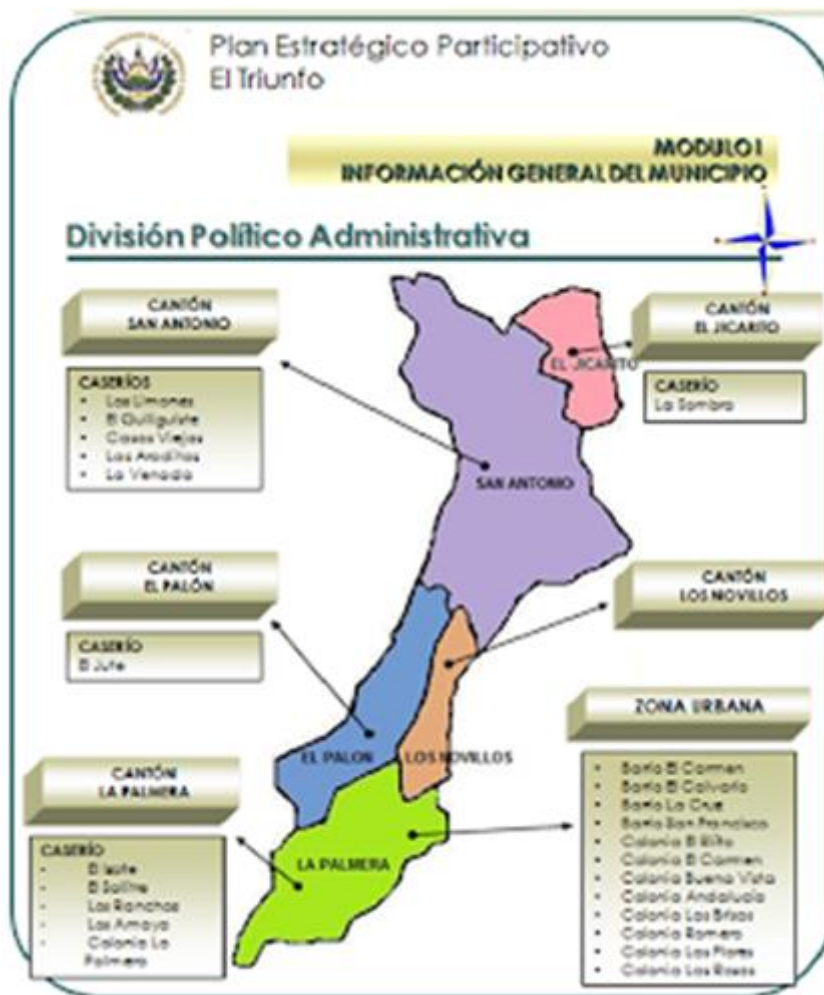 Plan Estratégico Participativo
El Triunfo
MODULO I
INFORMACIÓN GENERAL DEL MUNICIPIO
División Político Administrativa
CANTÓN
SAN ANTONIO
CASERÍOS
• Los Limones
• El Guiliguiste
• Casas Viejas
• Las Araditas
• La Venada
CANTÓN
EL JICARITO
CASERÍO
La Sombra
EL JICARITO
SAN ANTONIO
CANTÓN
EL PALÓN
CASERÍO
El Jute
CANTÓN
LOS NOVILLOS
EL PALON
LOS NOVILLOS
LA PALMERA
CANTÓN
LA PALMERA
CASERÍO
- El
- El Salitre
- Los Ranchos
- Los Amaya
- Colonia La
Palmera
ZONA URBANA
• Barrio El Carmen
• Barrio El Calvario
• Barrio La Cruz
• Barrio San Francisco
• Colonia El
• Colonia El Carmen
• Colonia Buena Vista
• Colonia Andalucía
• Colonia Las Brisas
• Colonia Romero
• Colonia Las Flores
• Colonia Las Rosas